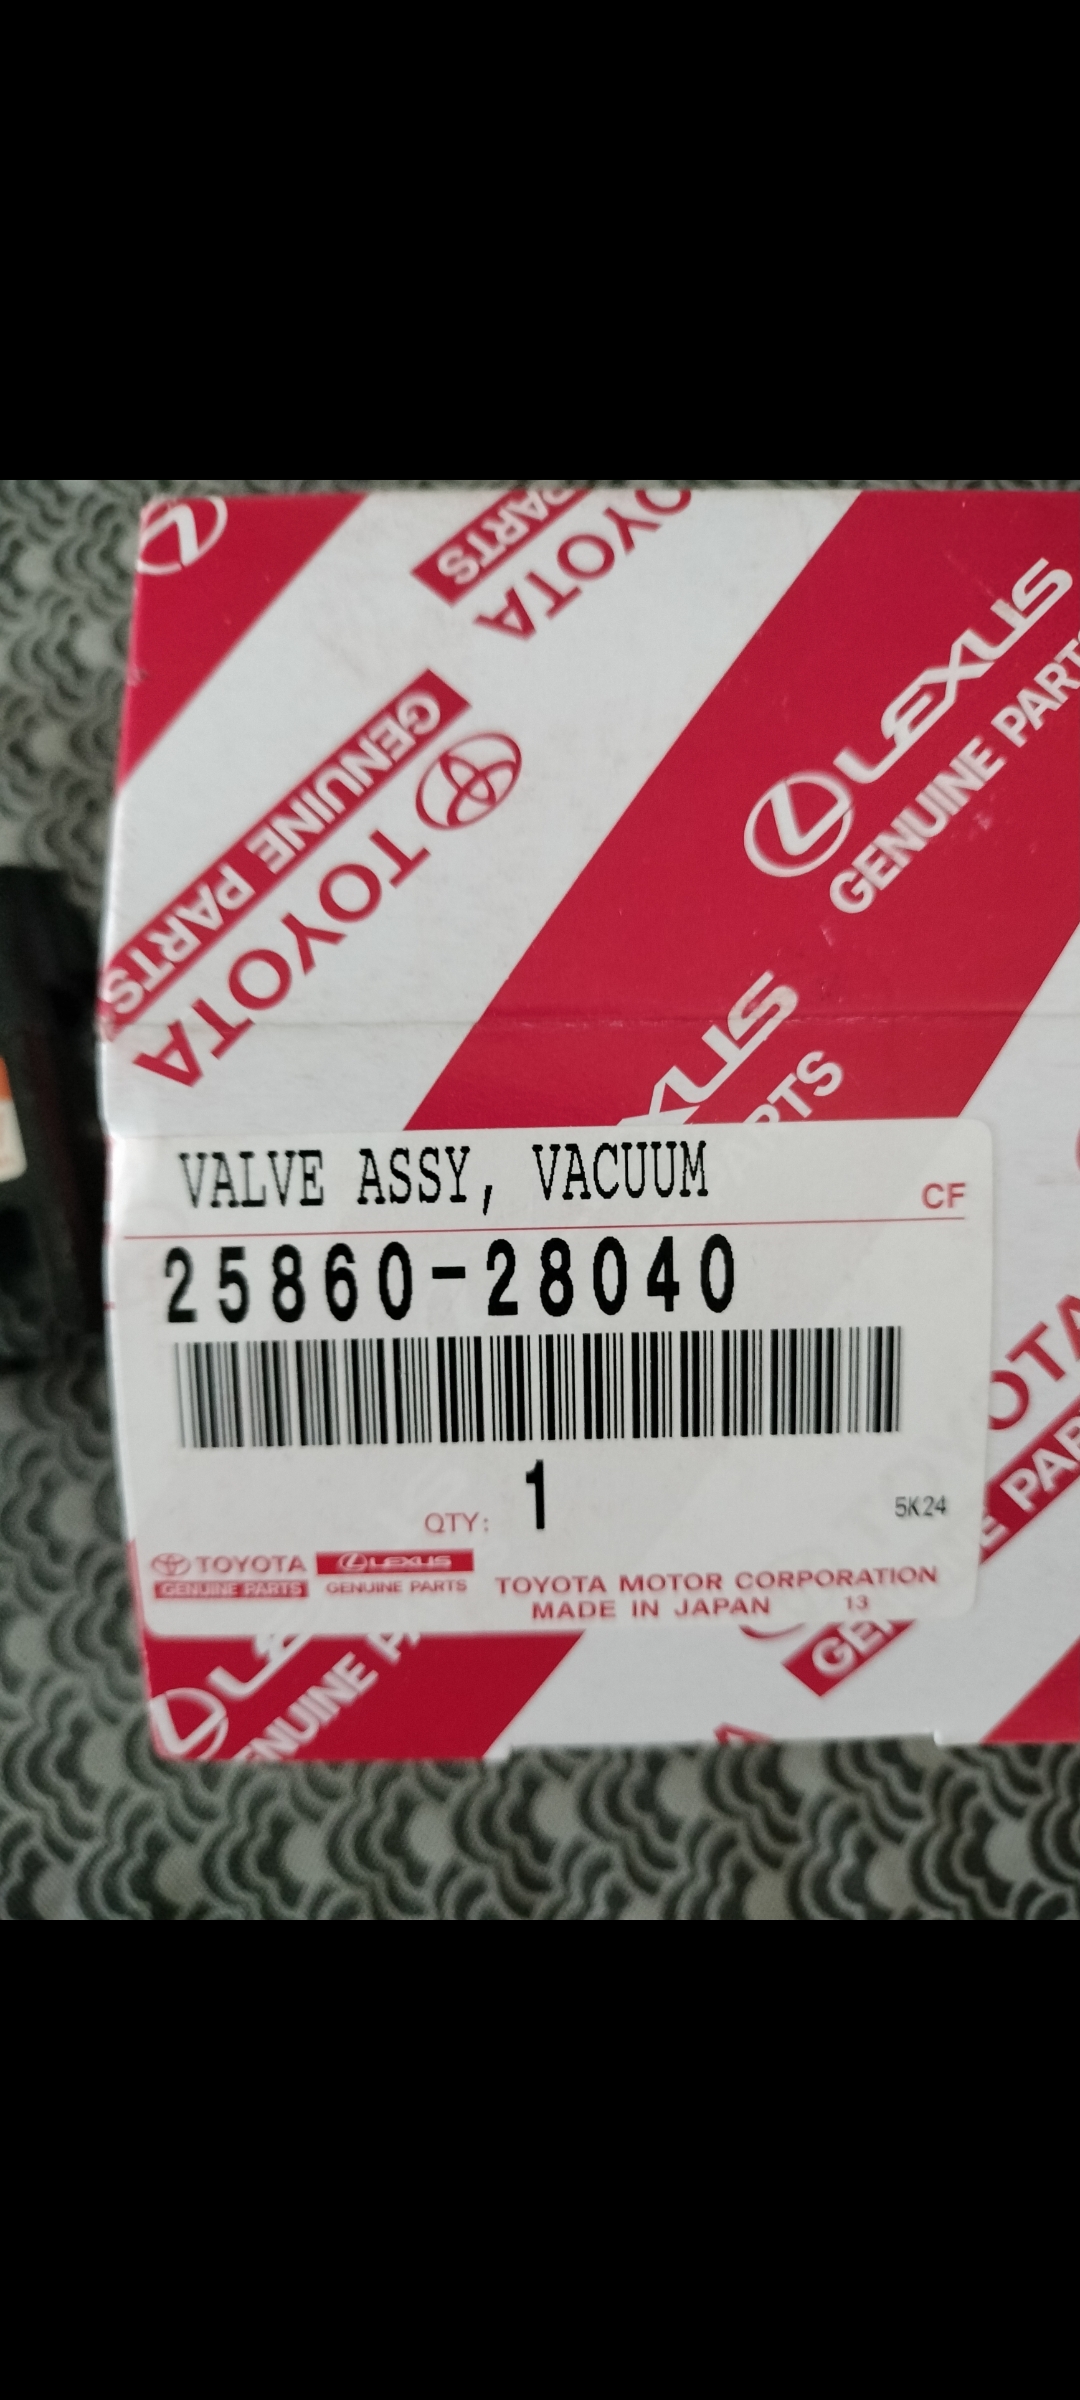 PARTS
TOYOTA
LEXUS
GENUINE PARTS
GENUINE PARTS
TOYOTA
VALVE ASSY, VACUUM
CF
25860-28040
1
QTY:
5K24
TOYOTA
GENUINE PARTS
LEXUS
GENUINE PARTS
TOYOTA MOTOR CORPORATION
MADE IN JAPAN 13